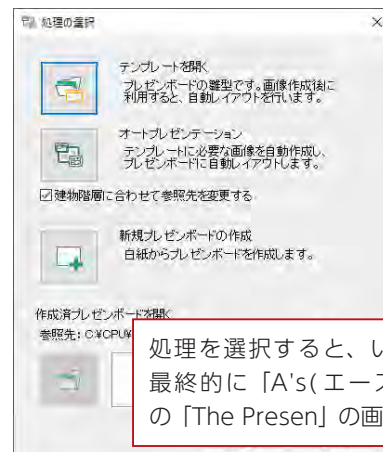 処理の選択
テンプレートを開く
プレゼンボードの雛型です。画像作成後に
利用すると、自動レイアウトを行います。
オートプレゼンテーション
テンプレートに必要な画像を自動作成し、
プレゼンボードに自動レイアウトします。
建物階層に合わせて参照先を変更する
新規プレゼンボードの作成
白紙からプレゼンボードを作成します。
作成済プレゼンボードを開く
参照先: C:¥CPU¥
処理を選択すると、い
最終的に「A's(エース
の「The Presen」の画